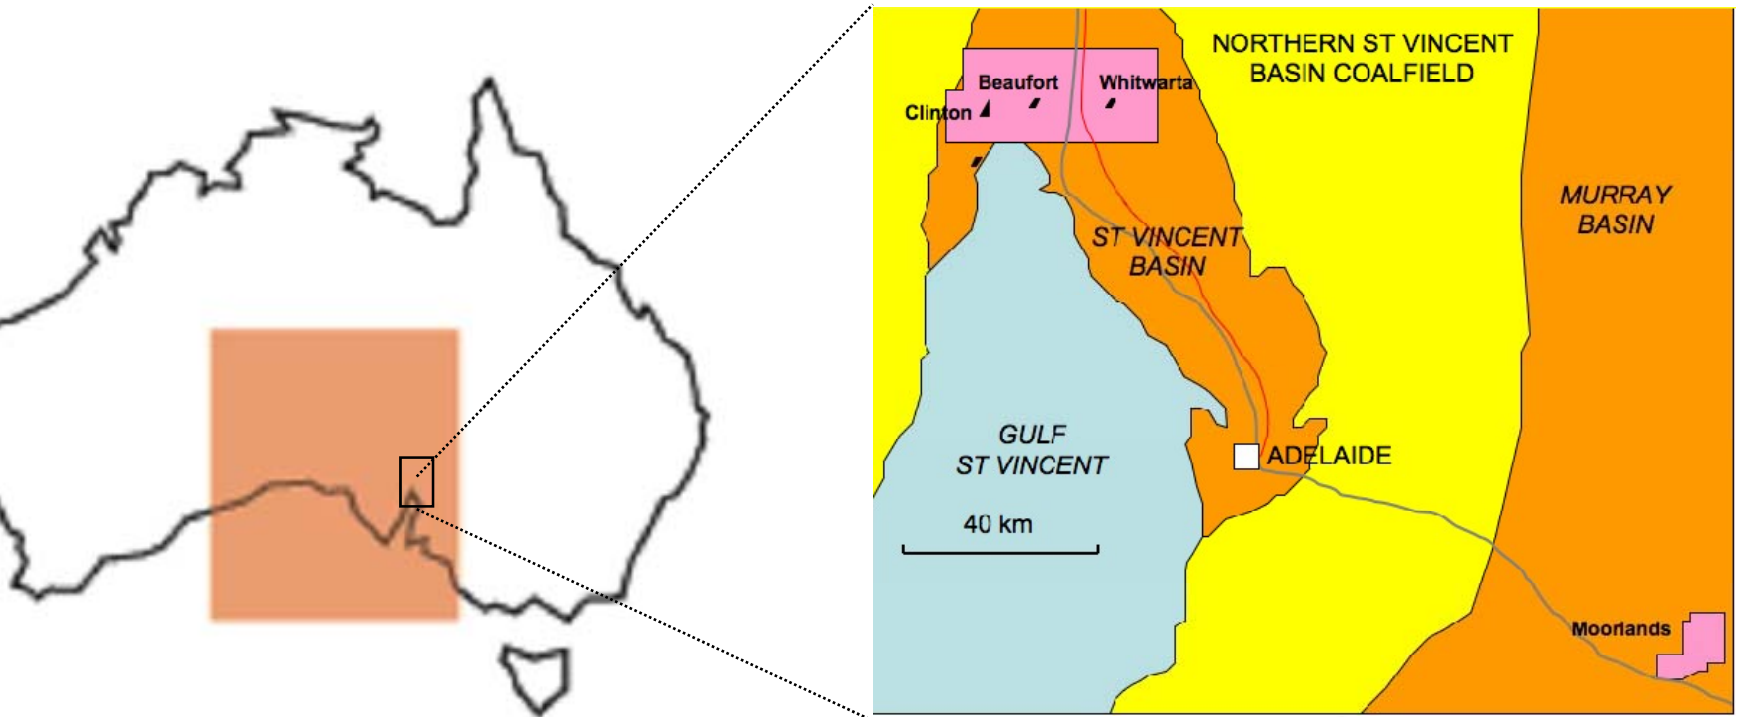 NORTHERN ST VINCENT
BASIN COALFIELD
Beaufort
Whitwarta
Clinton
MURRAY
BASIN
ST VINCENT
BASIN
GULF
ST VINCENT
ADELAIDE
40 km
Moorlands